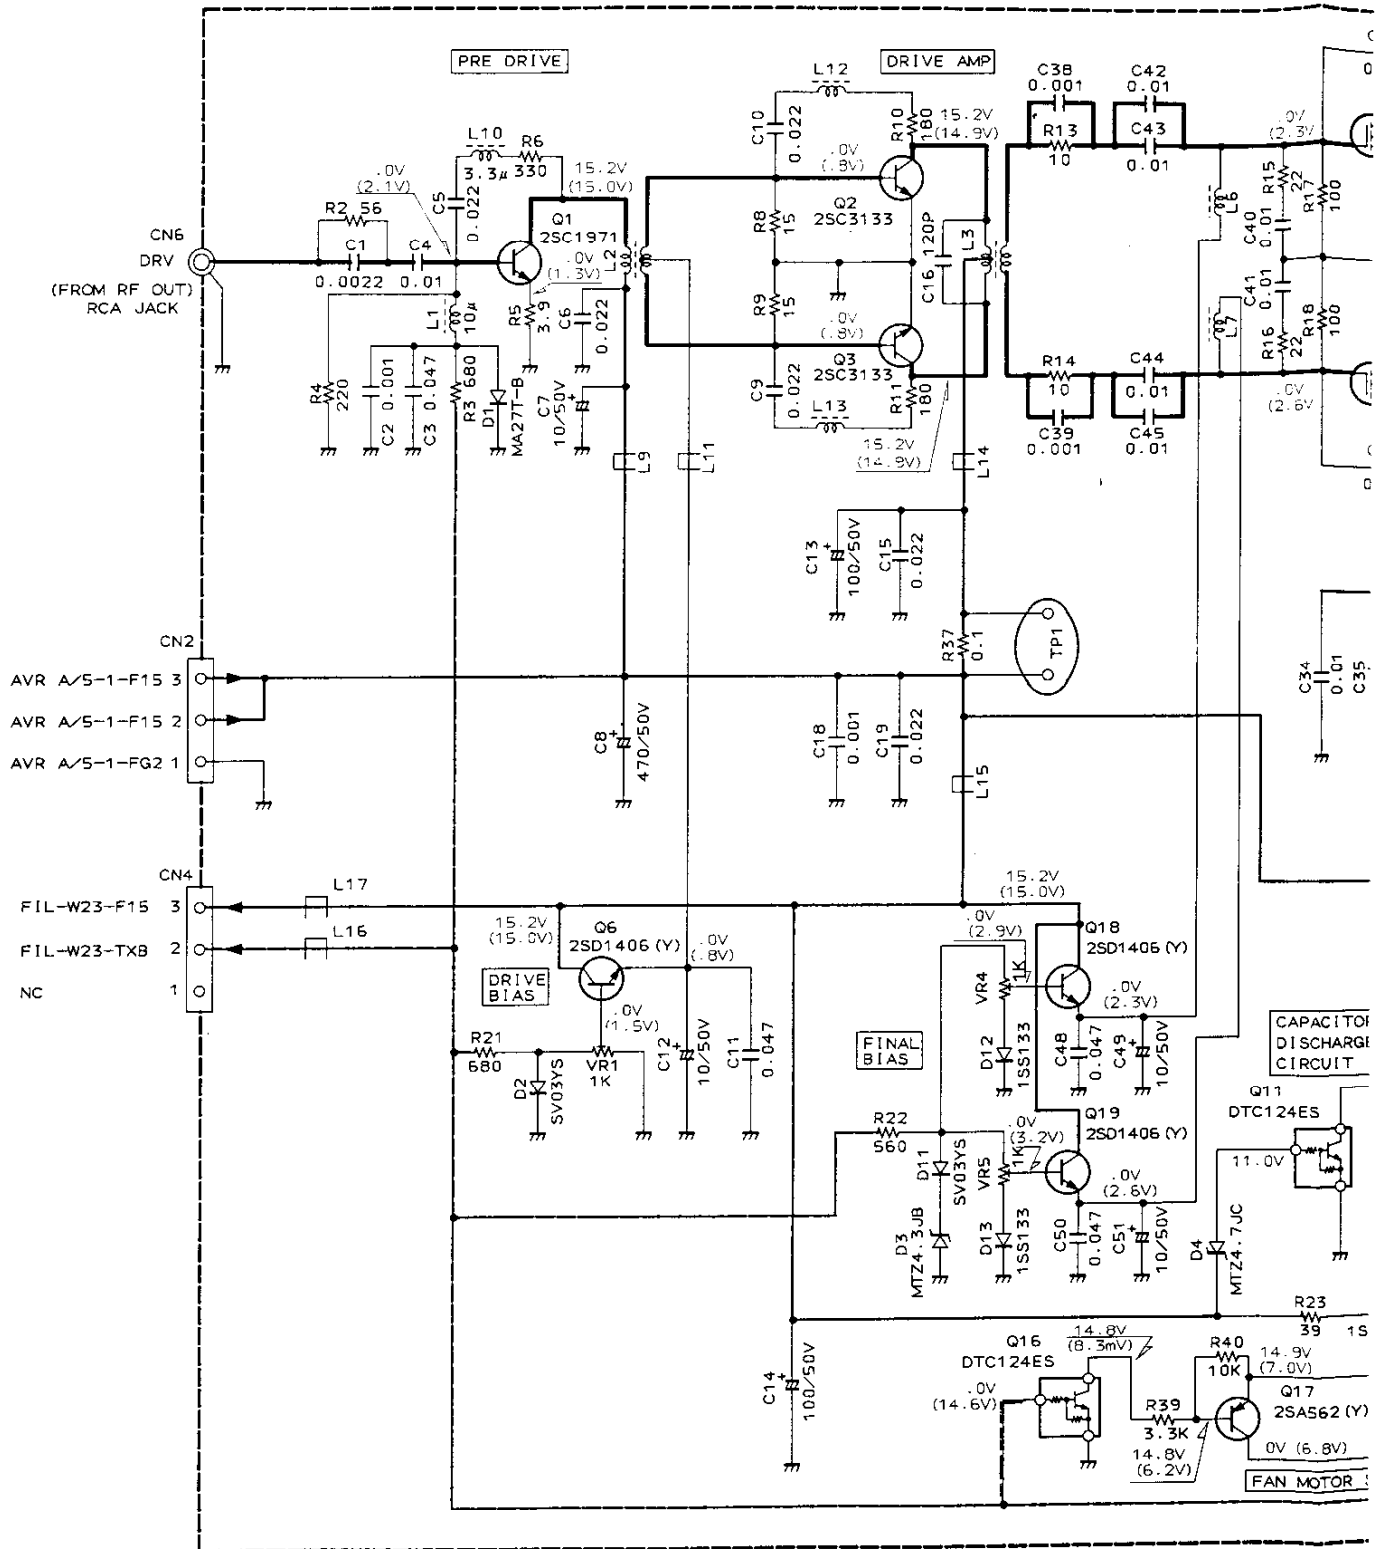 PRE DRIVE
DRIVE AMP
L12
C10
0.022
R10
180
15.2V
(14.9V)
C38
0.001
R13
10
C42
0.01
C43
0.01
.0V
(2.3V
L10
3.3μ
R6
330
15.2V
(15.0V)
.0V
(2.1V)
C5
0.022
R2 56
CN6
DRV
(FROM RF OUT)
RCA JACK
C1
0.0022
C4
0.01
Q1
2SC1971
.0V
(1.3V)
L2
R5
3.9
C6
0.022
.0V
(.8V)
Q2
2SC3133
R8
15
R9
15
C16 120P
L3
L6
R15
22
R17
100
C40
0.01
C41
0.01
L7
R16
22
R18
100
L1
10μ
R4
220
C2 0.001
C3 0.047
R3 680
D1
MA27T-B
C7
10/50V
L9
L11
.0V
(.8V)
Q3
2SC3133
C9
0.022
L13
R11
180
15.2V
(14.9V)
R14
10
C39
0.001
C44
0.01
C45
0.01
.0V
(2.6V
L14
C13
100/50V
C15
0.022
R37
0.1
TP1
CN2
AVR A/5-1-F15 3
AVR A/5-1-F15 2
AVR A/5-1-FG2 1
C8
470/50V
C18
0.001
C19
0.022
L15
C34
0.01
C35
CN4
FIL-W23-F15 3
FIL-W23-TXB 2
NC 1
L17
L16
15.2V
(15.0V)
Q6
2SD1406(Y)
.0V
(.8V)
DRIVE
BIAS
.0V
(1.5V)
R21
680
D2
SV03YS
VR1
1K
C12
10/50V
C11
0.047
15.2V
(15.0V)
.0V
(2.9V)
Q18
2SD1406(Y)
VR4
1K
.0V
(2.3V)
FINAL
BIAS
D12
1SS133
C48
0.047
C49
10/50V
R22
560
D11
SV03YS
.0V
(3.2V)
VR5
1K
Q19
2SD1406(Y)
.0V
(2.6V)
D3
MTZ4.3JB
D13
1SS133
C50
0.047
C51
10/50V
CAPACITOR
DISCHARGE
CIRCUIT
Q11
DTC124ES
11.0V
D4
MTZ4.7JC
R23
39
1S
C14
100/50V
Q16
DTC124ES
14.8V
(8.3mV)
.0V
(14.6V)
R40
10K
14.9V
(7.0V)
R39
3.3K
14.8V
(6.2V)
Q17
2SA562(Y)
0V (6.8V)
FAN MOTOR